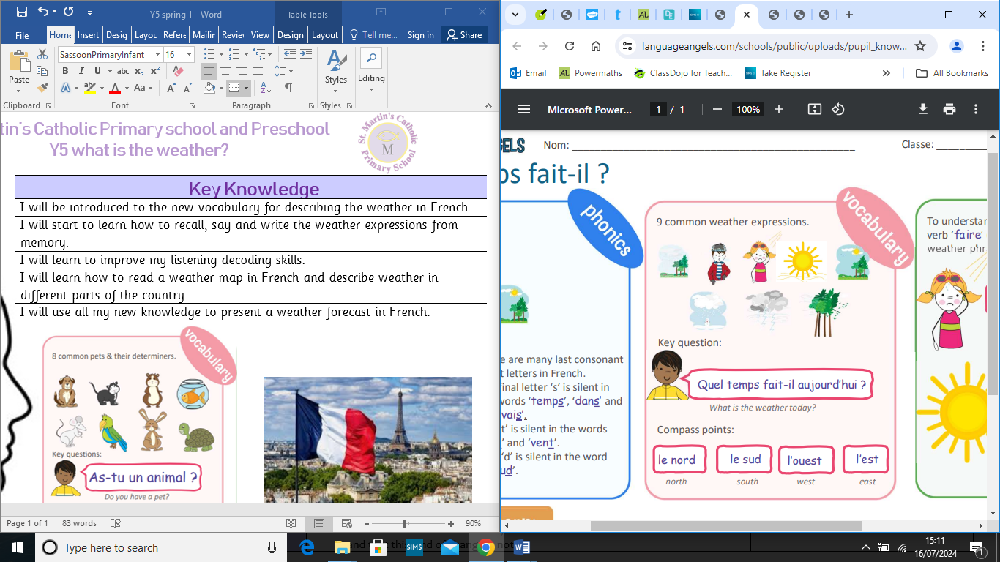 Y5 spring 1 - Word
Table Tools
File Home Insert Desig Layou Refere Mailin Review View Design Layout Tell me... Sign in Share
SassoonPrimaryInfant 16
Paste
B I U abc x₂ x² Styles Editing
A ab A Aa A A
Clipboard Font Paragraph Styles
tin's Catholic Primary school and Preschool
Y5 what is the weather?
St. Martin's Catholic
M
Primary School
Key Knowledge
I will be introduced to the new vocabulary for describing the weather in French.
I will start to learn how to recall, say and write the weather expressions from
memory.
I will learn to improve my listening decoding skills.
I will learn how to read a weather map in French and describe weather in
different parts of the country.
I will use all my new knowledge to present a weather forecast in French.
vocabulary
8 common pets & their determiners.
Key questions:
As-tu un animal ?
Do you have a pet?
Page 1 of 1 83 words 90%
languageangels.com/schools/public/uploads/pupil_know...
Email Powermaths ClassDojo for Teach... Take Register All Bookmarks
Microsoft Power... 1 / 1 100%
GELS Nom: Classe:
ps fait-il ?
phonics
e are many last consonant
t letters in French.
final letter 's' is silent in
words 'temps', 'dans' and
vais'.
t' is silent in the words
' and 'vent'.
'd' is silent in the word
ud'.
vocabulary
9 common weather expressions.
Key question:
Quel temps fait-il aujourd'hui ?
What is the weather today?
Compass points:
le nord le sud l'ouest l'est
north south west east
To understan
verb 'faire'
weather phr
Type here to search
SIMS
15:11
16/07/2024
1